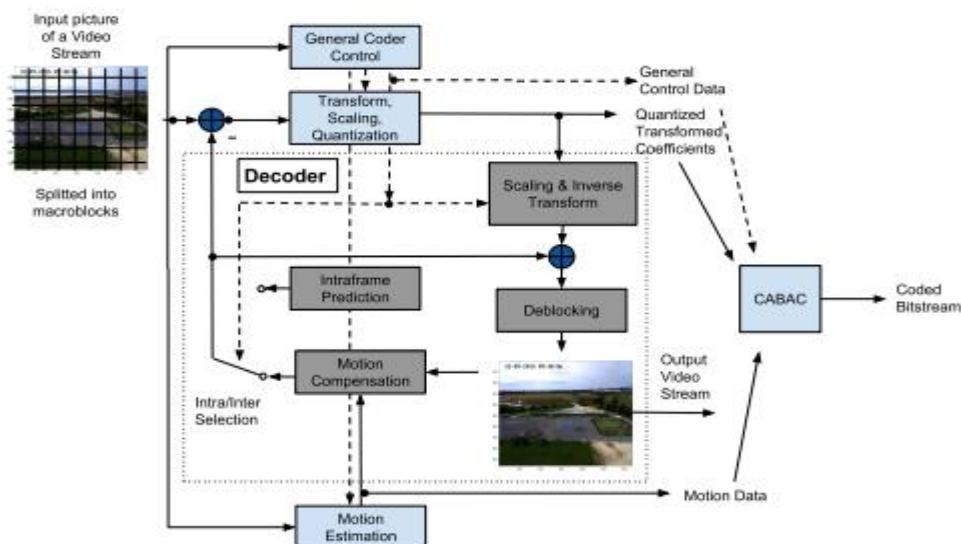 Input picture
of a Video
Stream
Splitted into
macroblocks
General Coder
Control
Transform,
Scaling,
Quantization
-
General
Control Data
Quantized
Transformed
Coefficients
Decoder
Scaling & Inverse
Transform
Intraframe
Prediction
Deblocking
CABAC
Coded
Bitstream
Motion
Compensation
Intra/Inter
Selection
Output
Video
Stream
Motion Data
Motion
Estimation